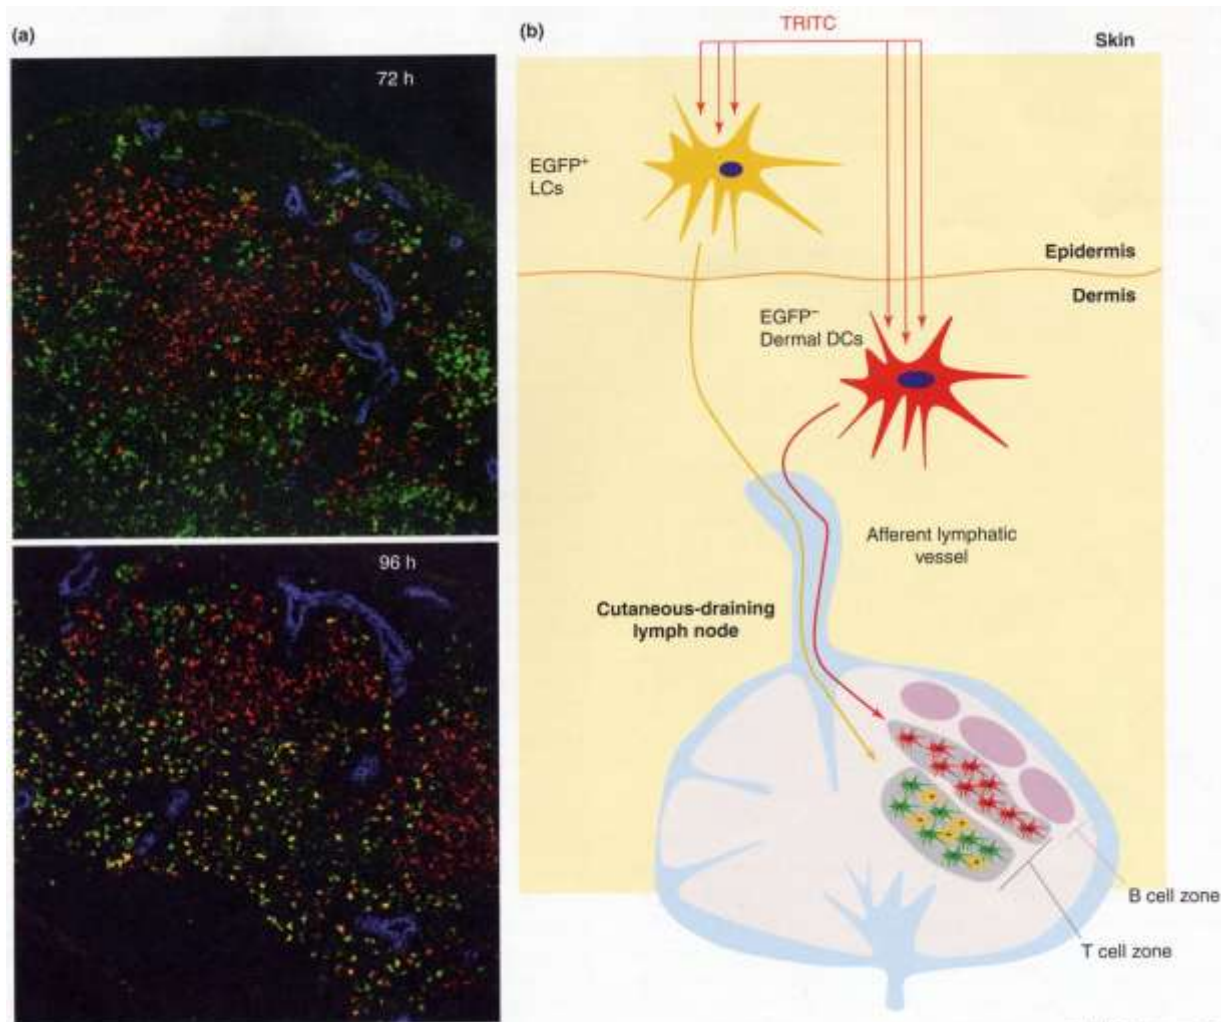 (a)
72 h
96 h
(b)
TRITC
Skin
EGFP⁺
LCs
Epidermis
Dermis
EGFP⁻
Dermal DCs
Afferent lymphatic
vessel
Cutaneous-draining
lymph node
B cell zone
T cell zone